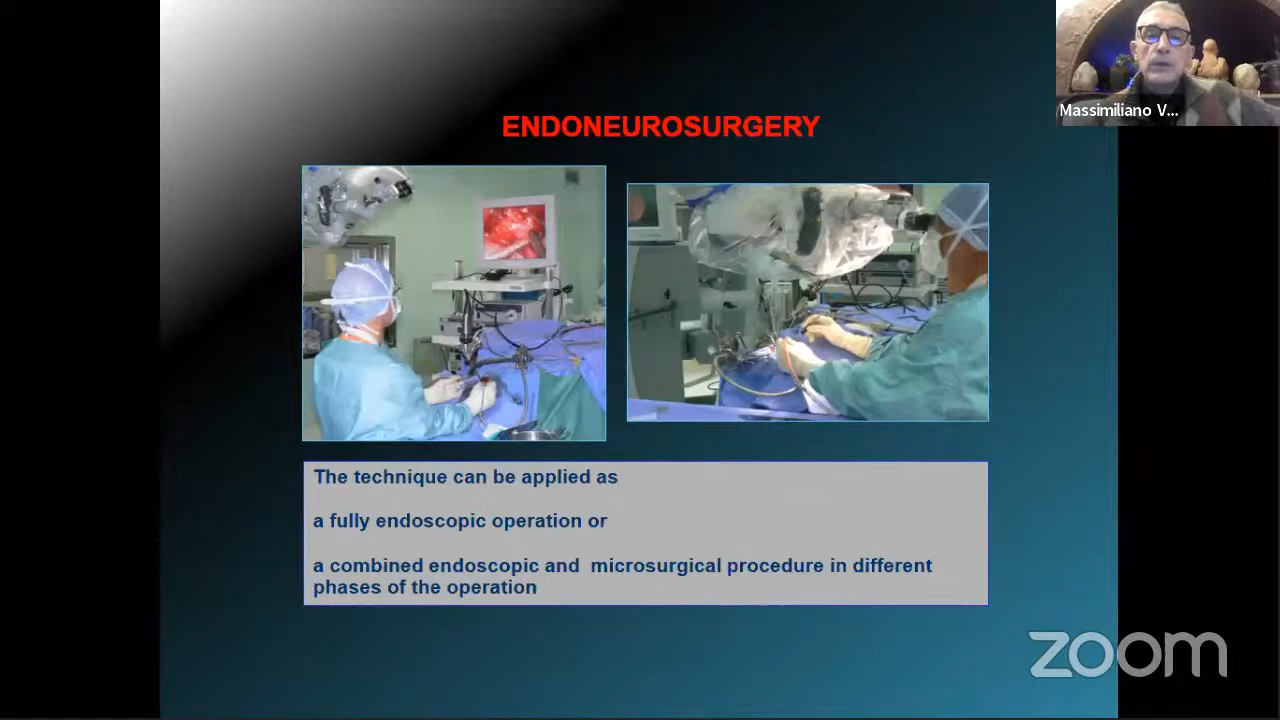 Massimiliano V...
ENDONEUROSURGERY
The technique can be applied as
a fully endoscopic operation or
a combined endoscopic and microsurgical procedure in different
phases of the operation
zoom